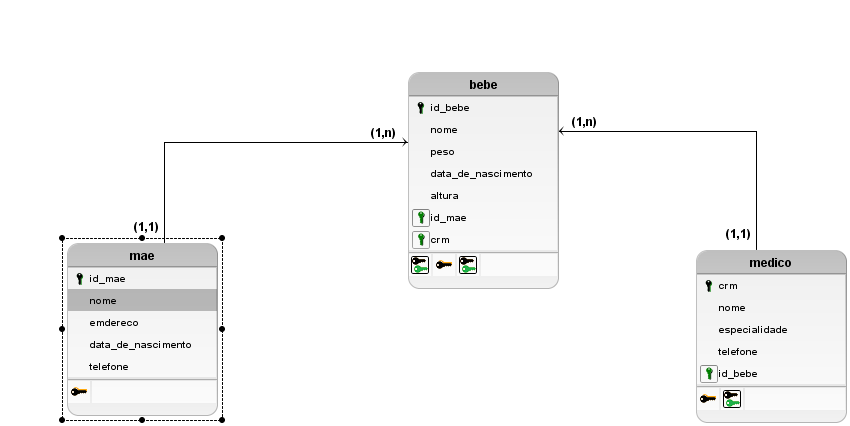 bebe
id_bebe
nome
peso
data_de_nascimento
altura
id_mae
crm
(1,n)
(1,n)
(1,1)
(1,1)
mae
id_mae
nome
emdereco
data_de_nascimento
telefone
medico
crm
nome
especialidade
telefone
id_bebe